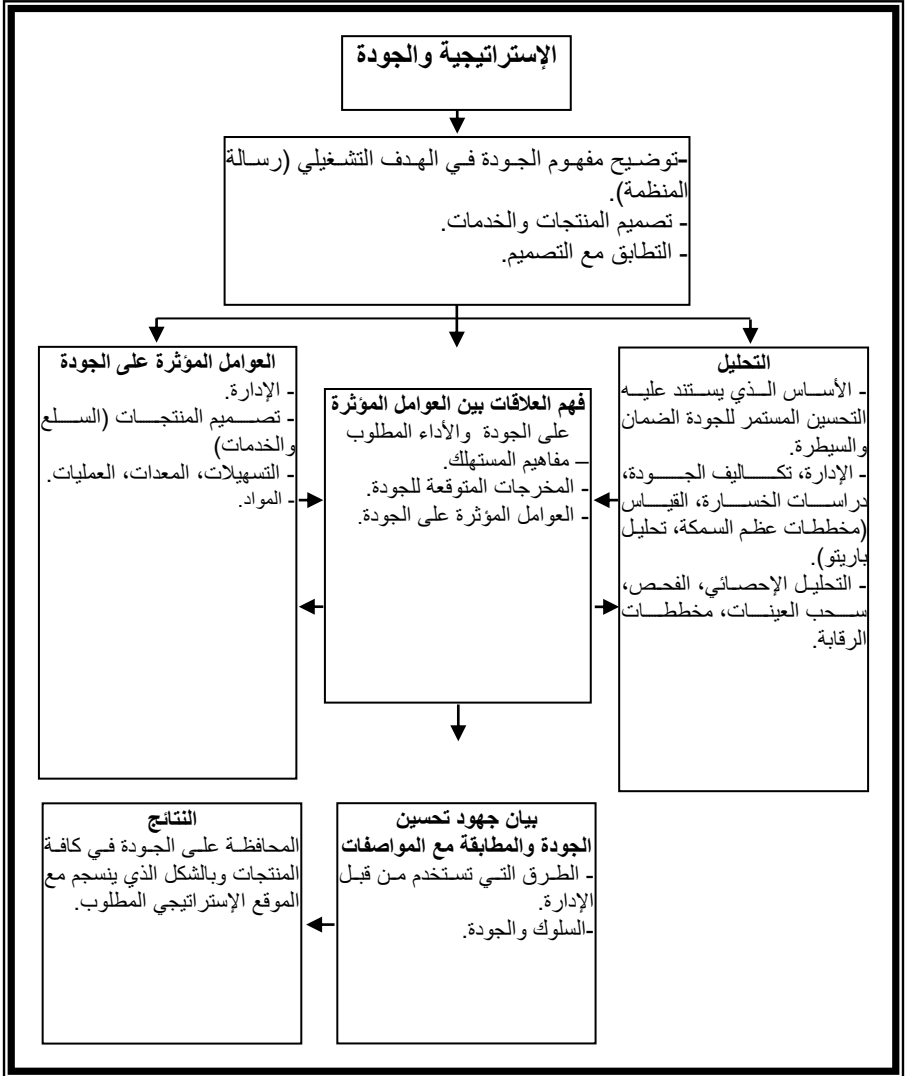 الإستراتيجية والجودة
-توضيح مفهوم الجودة في الهدف التشغيلي (رسالة
المنظمة).
- تصميم المنتجات والخدمات.
- التطابق مع التصميم.
التحليل
- الأساس الذي يستند عليه
التحسين المستمر للجودة الضمان
والسيطرة.
- الإدارة، تكاليف الجودة،
دراسات الخسارة، القياس
(مخططات عظم السمكة، تحليل
باريتو).
- التحليل الإحصائي، الفحص،
سحب العينات، مخططات
الرقابة.
فهم العلاقات بين العوامل المؤثرة
على الجودة والأداء المطلوب
– مفاهيم المستهلك.
- المخرجات المتوقعة للجودة.
- العوامل المؤثرة على الجودة.
العوامل المؤثرة على الجودة
- الإدارة.
- تصميم المنتجات (السلع
والخدمات)
- التسهيلات، المعدات، العمليات.
- المواد.
بيان جهود تحسين
الجودة والمطابقة مع المواصفات
- الطرق التي تستخدم من قبل
الإدارة.
-السلوك والجودة.
النتائج
المحافظة على الجودة في كافة
المنتجات وبالشكل الذي ينسجم مع
الموقع الإستراتيجي المطلوب.